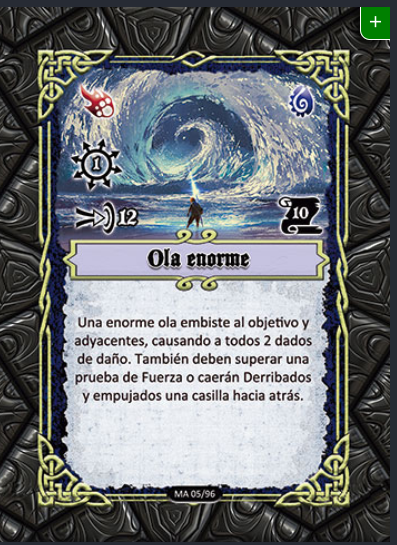 +
1
12
10
Ola enorme
Una enorme ola embiste al objetivo y
adyacentes, causando a todos 2 dados
de daño. También deben superar una
prueba de Fuerza o caerán Derribados
y empujados una casilla hacia atrás.
MA 05/96